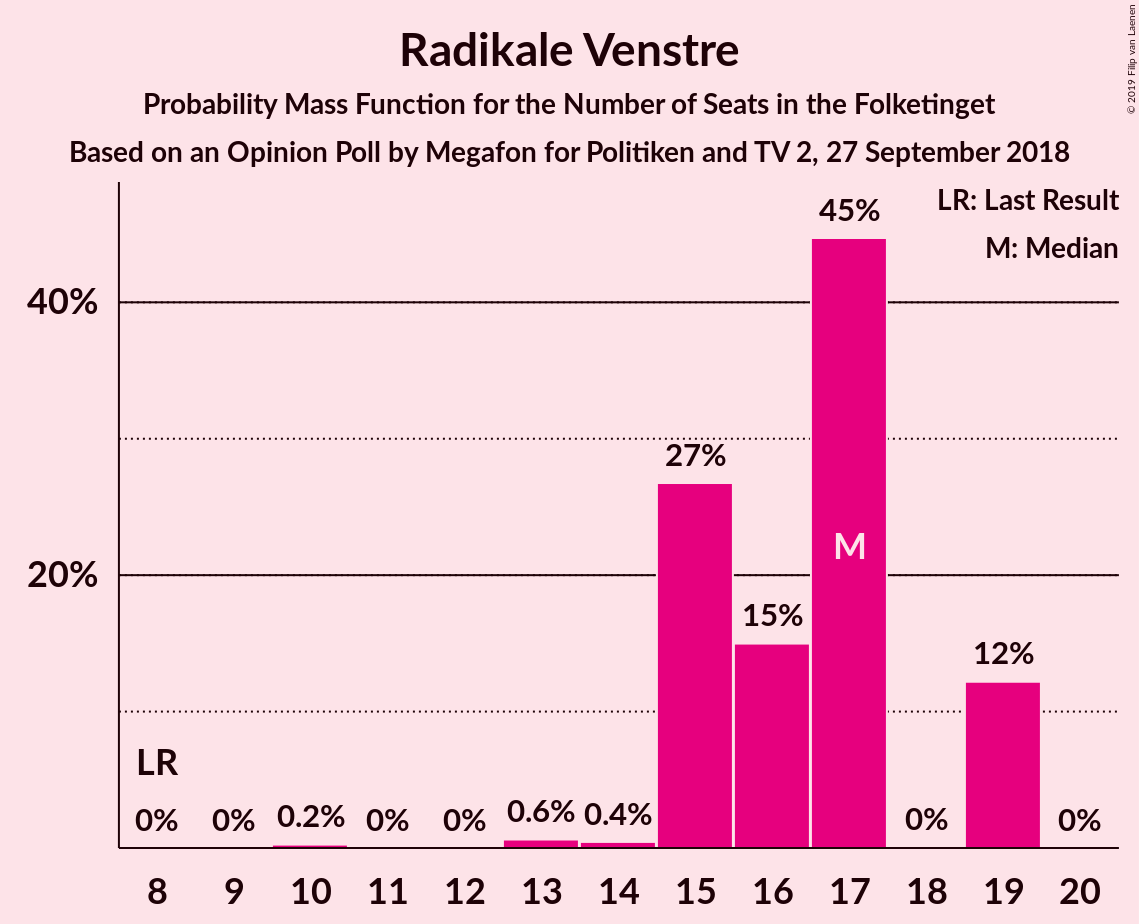 Radikale Venstre
Probability Mass Function for the Number of Seats in the Folketinget
Based on an Opinion Poll by Megafon for Politiken and TV 2, 27 September 2018
© 2019 Filip van Laenen
LR: Last Result
M: Median
40%
20%
LR
0%
0%
0.2%
0%
0%
0.6%
0.4%
27%
15%
45%
M
0%
12%
0%
8 9 10 11 12 13 14 15 16 17 18 19 20